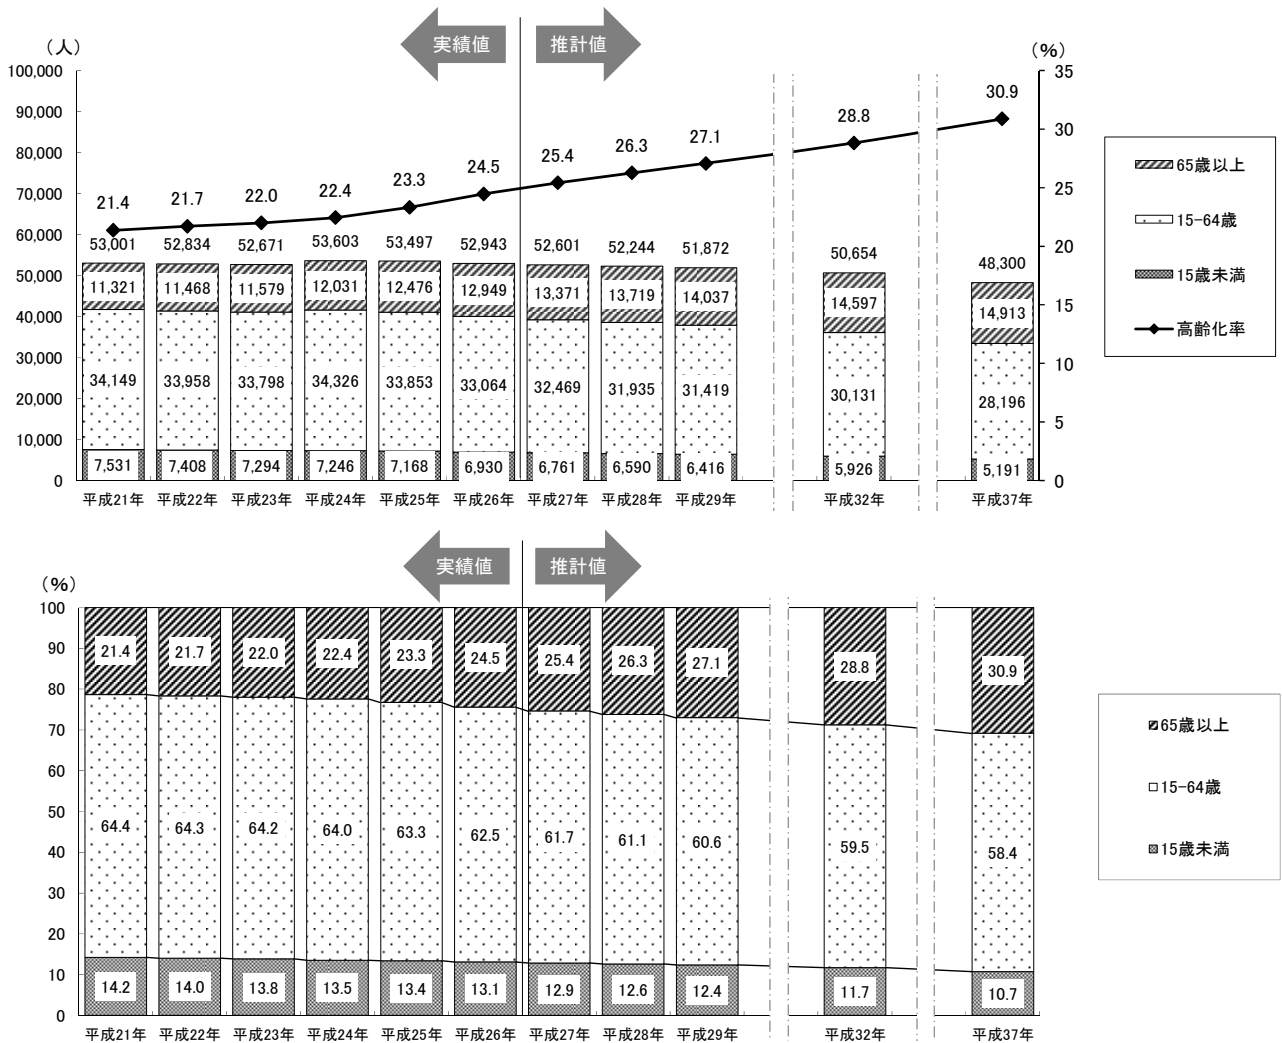 実績値 推計値
（人） （%）
100,000 90,000 80,000 70,000 60,000 50,000 40,000 30,000 20,000 10,000 0
35 30 25 20 15 10 5 0
21.4 21.7 22.0 22.4 23.3 24.5 25.4 26.3 27.1 28.8 30.9
53,001 52,834 52,671 53,603 53,497 52,943 52,601 52,244 51,872 50,654 48,300
11,321 11,468 11,579 12,031 12,476 12,949 13,371 13,719 14,037 14,597 14,913
34,149 33,958 33,798 34,326 33,853 33,064 32,469 31,935 31,419 30,131 28,196
7,531 7,408 7,294 7,246 7,168 6,930 6,761 6,590 6,416 5,926 5,191
平成21年 平成22年 平成23年 平成24年 平成25年 平成26年 平成27年 平成28年 平成29年 平成32年 平成37年
65歳以上
15-64歳
15歳未満
高齢化率
実績値 推計値
（%）
100 90 80 70 60 50 40 30 20 10 0
21.4 21.7 22.0 22.4 23.3 24.5 25.4 26.3 27.1 28.8 30.9
64.4 64.3 64.2 64.0 63.3 62.5 61.7 61.1 60.6 59.5 58.4
14.2 14.0 13.8 13.5 13.4 13.1 12.9 12.6 12.4 11.7 10.7
平成21年 平成22年 平成23年 平成24年 平成25年 平成26年 平成27年 平成28年 平成29年 平成32年 平成37年
65歳以上
15-64歳
15歳未満